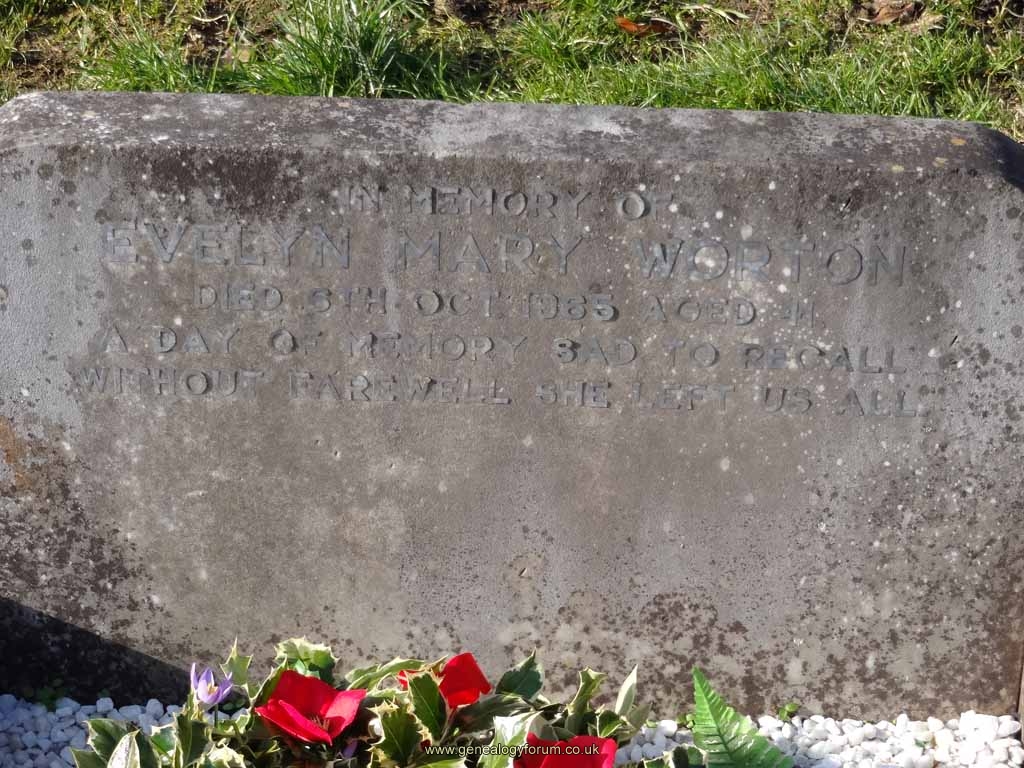 IN MEMORY OF
EVELYN MARY WORTON
DIED 6TH OCT 1965 AGED 41
A DAY OF MEMORY SAD TO RECALL
WITHOUT FAREWELL SHE LEFT US ALL
www.genealogyforum.co.uk